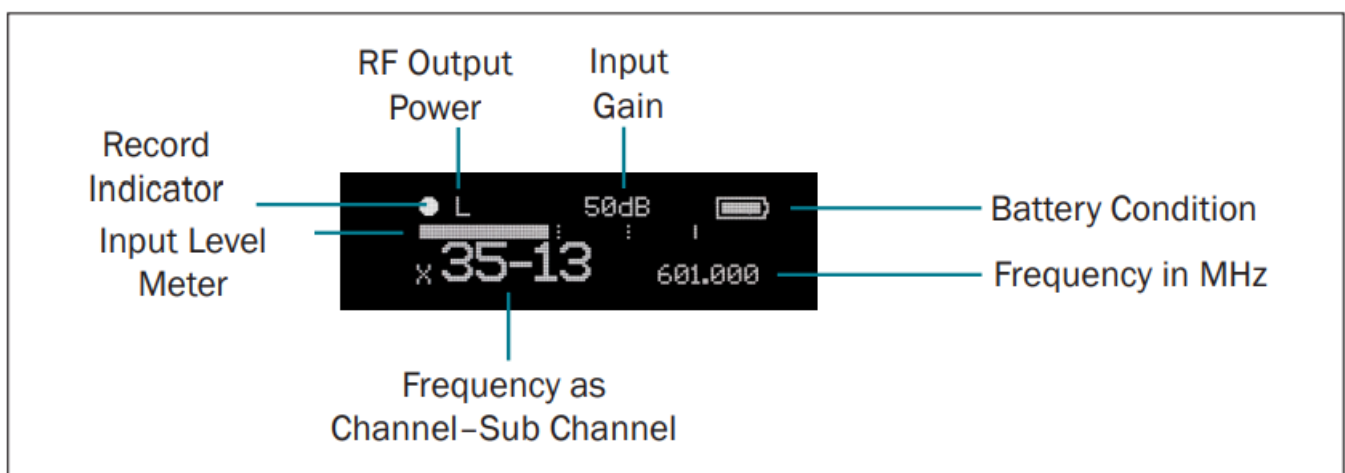 RF Output
Power
Input
Gain
Record
Indicator
L
50dB
Battery Condition
Input Level
Meter
X 35-13
601.000
Frequency in MHz
Frequency as
Channel–Sub Channel